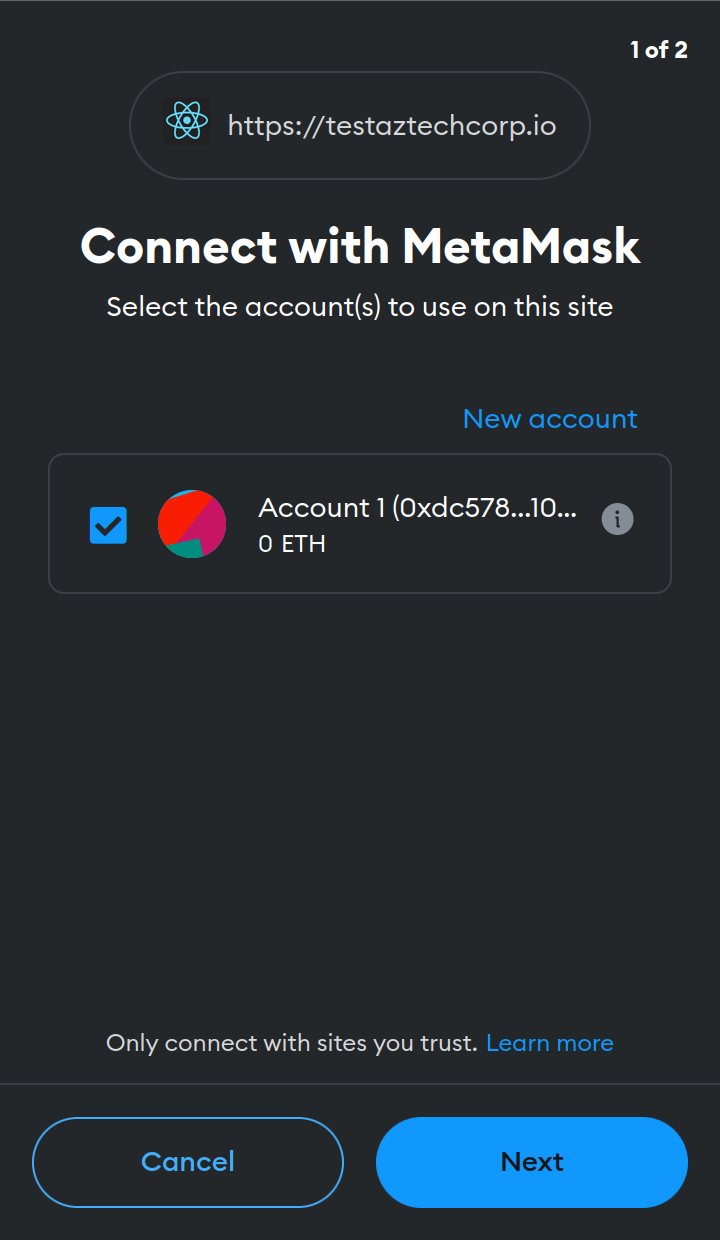 1 of 2
https://testaztechcorp.io
Connect with MetaMask
Select the account(s) to use on this site
New account
Account 1 (0xdc578...10...
0 ETH
Only connect with sites you trust. Learn more
Cancel
Next